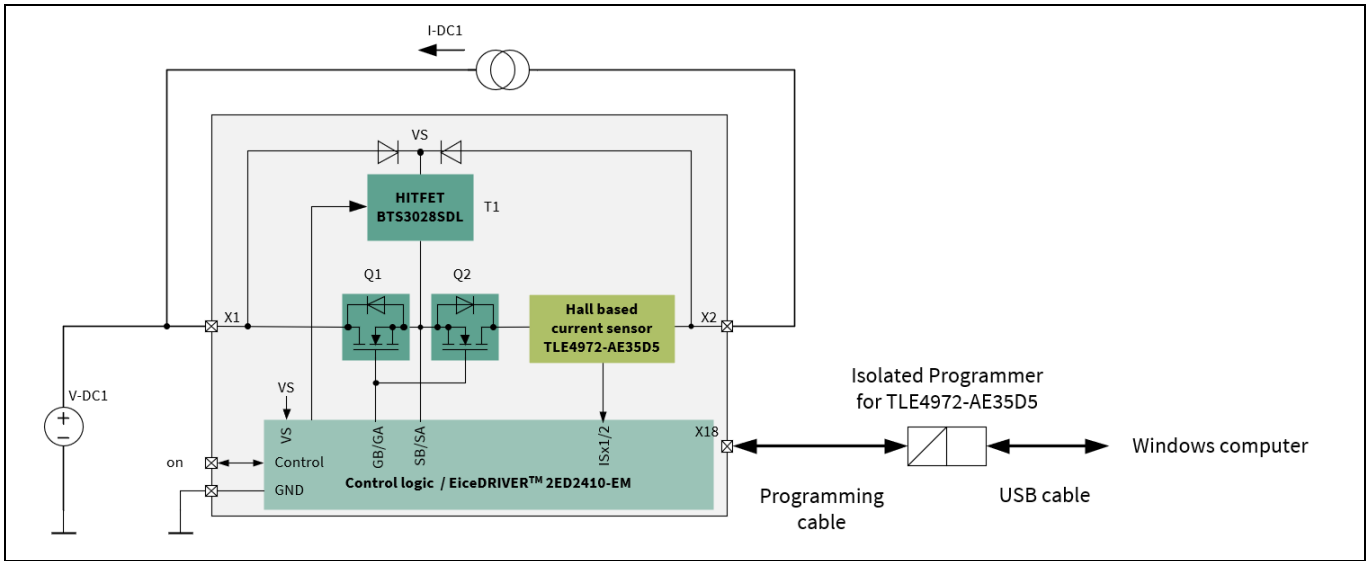 I-DC1
VS
HITFET
BTS3028SDL
T1
Q1
Q2
Hall based
current sensor
TLE4972-AE35D5
X1
X2
V-DC1
VS
VS
GB/GA
SB/SA
ISx1/2
X18
on
Control
GND
Control logic / EiceDRIVER™ 2ED2410-EM
Isolated Programmer
for TLE4972-AE35D5
Windows computer
Programming
cable
USB cable
+
−